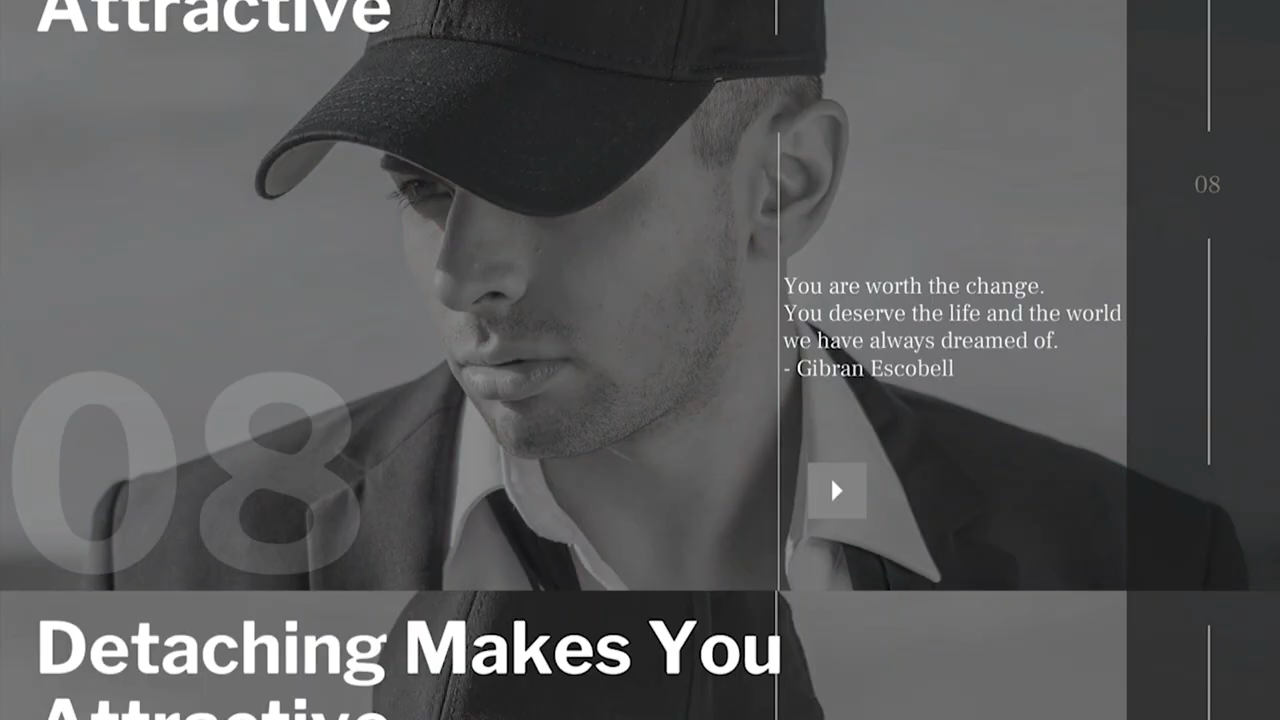 Attractive
08
You are worth the change.
You deserve the life and the world
we have always dreamed of.
- Gibran Escobell
08
Detaching Makes You
Attractive